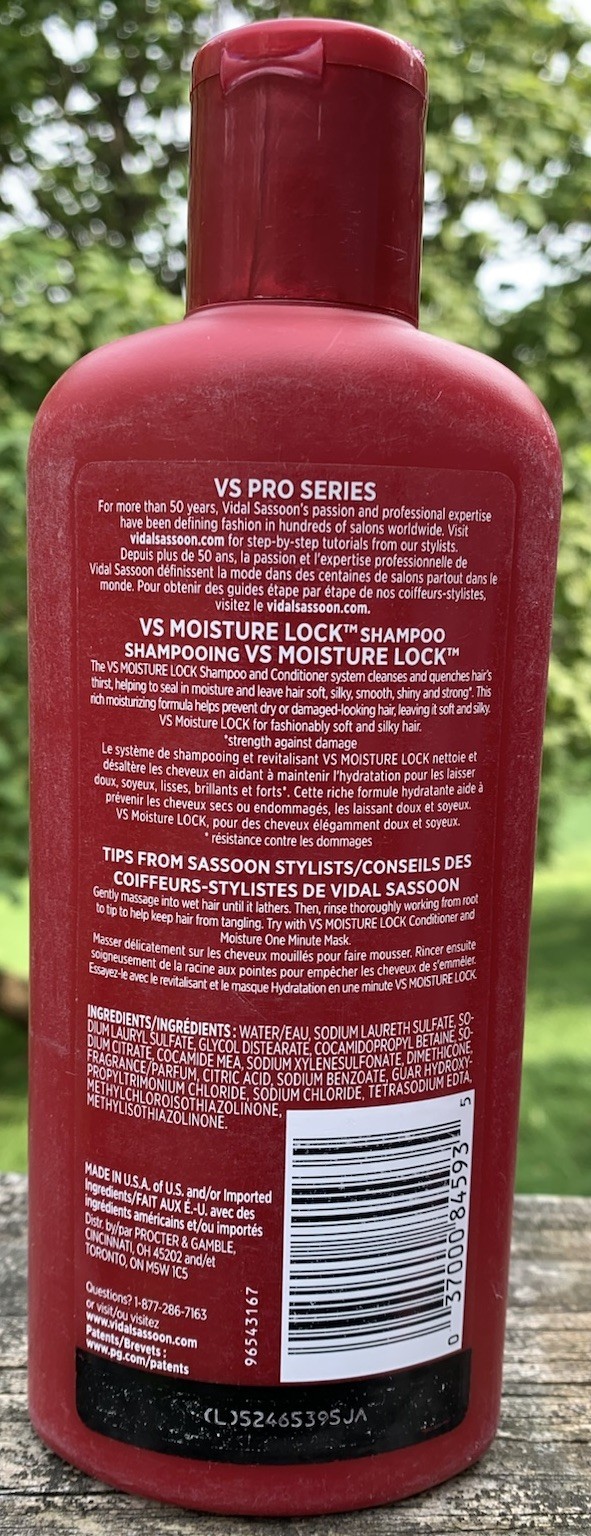 VS PRO SERIES
For more than 50 years, Vidal Sassoon's passion and professional expertise
have been defining fashion in hundreds of salons worldwide. Visit
vidalsassoon.com for step-by-step tutorials from our stylists.
Depuis plus de 50 ans, la passion et l'expertise professionnelle de
Vidal Sassoon définissent la mode dans des centaines de salons partout dans le
monde. Pour obtenir des guides étape par étape de nos coiffeurs-stylistes,
visitez le vidalsassoon.com.
VS MOISTURE LOCK™ SHAMPOO
SHAMPOOING VS MOISTURE LOCK™
The VS MOISTURE LOCK Shampoo and Conditioner system cleanses and quenches hair's
thirst, helping to seal in moisture and leave hair soft, silky, smooth, shiny and strong*. This
rich moisturizing formula helps prevent dry or damaged-looking hair, leaving it soft and silky.
VS Moisture LOCK for fashionably soft and silky hair.
*strength against damage
Le système de shampooing et revitalisant VS MOISTURE LOCK nettoie et
désaltère les cheveux en aidant à maintenir l'hydratation pour les laisser
doux, soyeux, lisses, brillants et forts*. Cette riche formule hydratante aide à
prévenir les cheveux secs ou endommagés, les laissant doux et soyeux.
VS Moisture LOCK, pour des cheveux élégamment doux et soyeux.
* résistance contre les dommages
TIPS FROM SASSOON STYLISTS/CONSEILS DES
COIFFEURS-STYLISTES DE VIDAL SASSOON
Gently massage into wet hair until it lathers. Then, rinse thoroughly working from root
to tip to help keep hair from tangling. Try with VS MOISTURE LOCK Conditioner and
Moisture One Minute Mask.
Masser délicatement sur les cheveux mouillés pour faire mousser. Rincer ensuite
soigneusement de la racine aux pointes pour empêcher les cheveux de s'emmêler.
Essayez-le avec le revitalisant et le masque Hydratation en une minute VS MOISTURE LOCK.
INGREDIENTS/INGRÉDIENTS : WATER/EAU, SODIUM LAURETH SULFATE, SO-
DIUM LAURYL SULFATE, GLYCOL DISTEARATE, COCAMIDOPROPYL BETAINE, SO-
DIUM CITRATE, COCAMIDE MEA, SODIUM XYLENESULFONATE, DIMETHICONE,
FRAGRANCE/PARFUM, CITRIC ACID, SODIUM BENZOATE, GUAR HYDROXY-
PROPYLTRIMONIUM CHLORIDE, SODIUM CHLORIDE, TETRASODIUM EDTA,
METHYLCHLOROISOTHIAZOLINONE,
METHYLISOTHIAZOLINONE.
MADE IN U.S.A. of U.S. and/or Imported
Ingredients/FAIT AUX É.-U. avec des
ingrédients américains et/ou importés
Distr. by/par PROCTER & GAMBLE,
CINCINNATI, OH 45202 and/et
TORONTO, ON M5W 1C5
Questions? 1-877-286-7163
or visit/ou visitez
www.vidalsassoon.com
Patents/Brevets :
www.pg.com/patents
96543167
0 37000 84593 5
(L)52465395JA